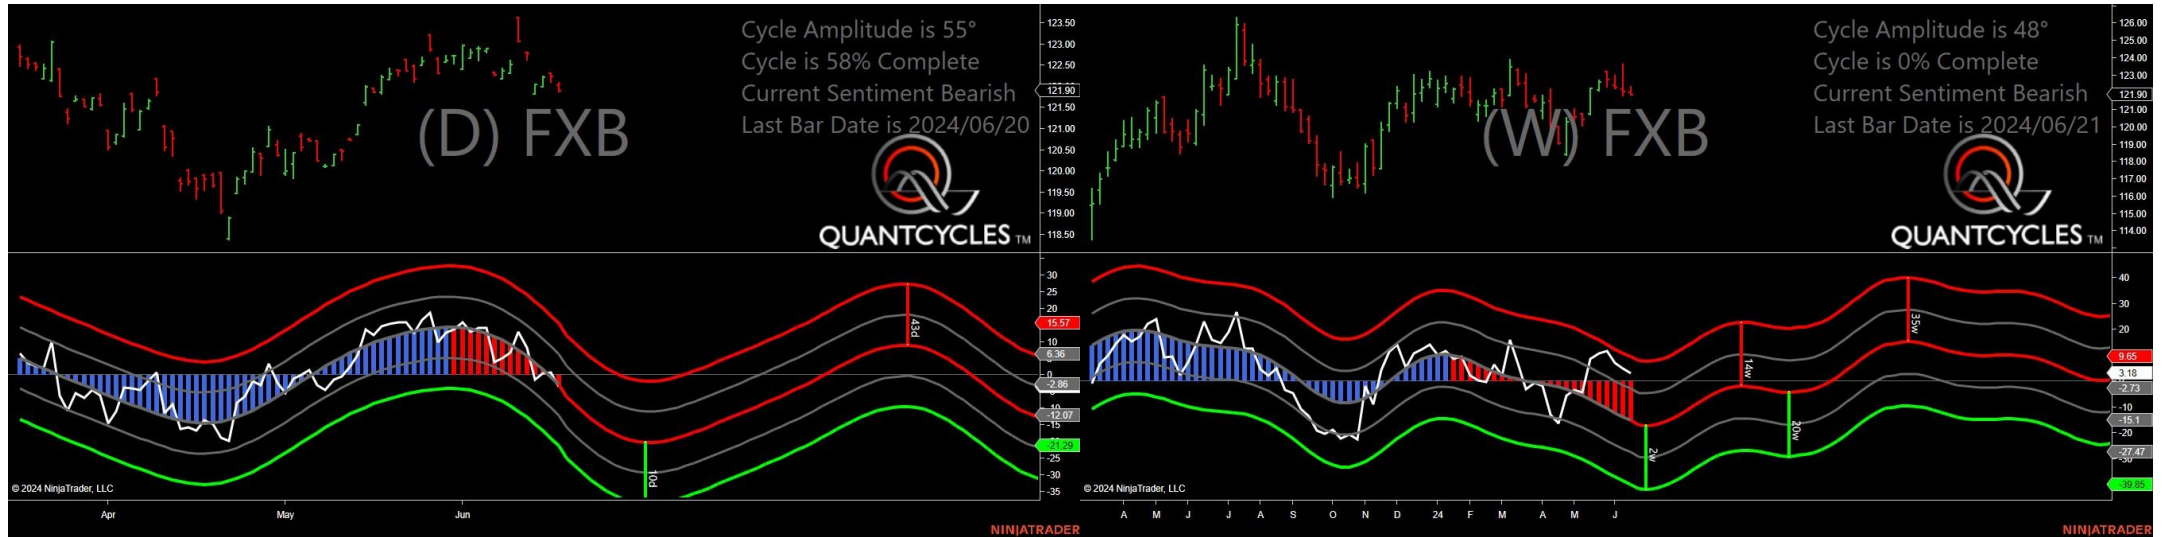 Cycle Amplitude is 55°
Cycle is 58% Complete
Current Sentiment Bearish
Last Bar Date is 2024/06/20
(D) FXB
QUANTCYCLES TM
123.50
123.00
122.50
121.90
121.50
121.00
120.50
120.00
119.50
119.00
118.50
30
25
20
15.57
10
6.36
0
-2.86
-12.07
-15
-21.29
-25
-30
-35
43d
10d
© 2024 NinjaTrader, LLC
Apr May Jun
NINJATRADER
Cycle Amplitude is 48°
Cycle is 0% Complete
Current Sentiment Bearish
Last Bar Date is 2024/06/21
(W) FXB
QUANTCYCLES TM
126.00
125.00
124.00
123.00
121.90
121.00
120.00
119.00
118.00
117.00
116.00
115.00
114.00
40
30
20
9.65
3.18
-2.73
-10
-15.1
-20
-27.47
-39.85
2w
14w
20w
35w
© 2024 NinjaTrader, LLC
A M J J A S O N D 24 F M A M J
NINJATRADER